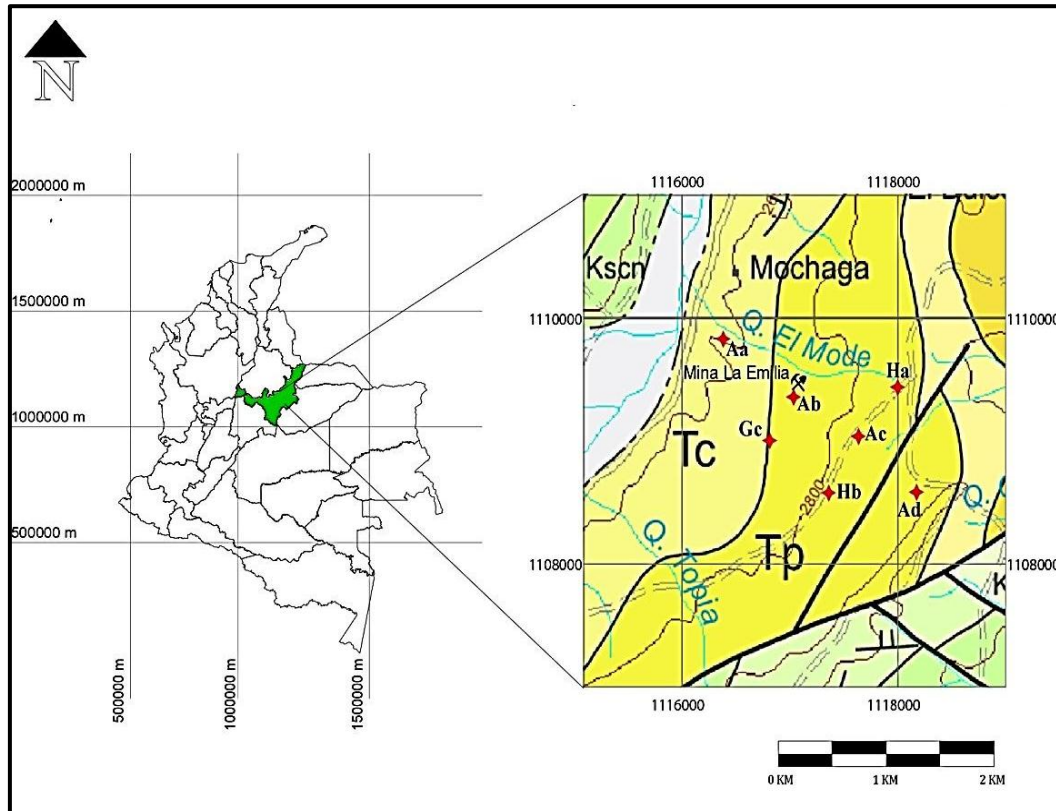 N
2000000 m
1500000 m
1000000 m
500000 m
500000 m
1000000 m
1500000 m
1116000
1118000
Kscn
Mochaga
1110000
1110000
Q. El Mode
Aa
Mina La Emilia
Ha
Ab
Gc
Ac
Tc
2800
Hb
Ad
Q. Topia
Tp
1108000
1108000
K
1116000
1118000
0 KM
1 KM
2 KM